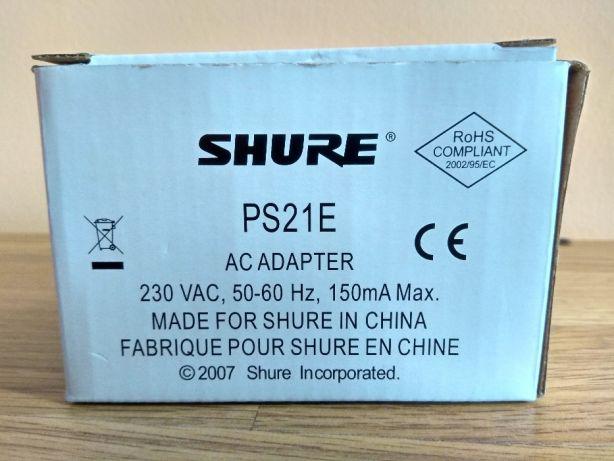 SHURE®
RoHS
COMPLIANT
2002/95/EC
PS21E
CE
AC ADAPTER
230 VAC, 50-60 Hz, 150mA Max.
MADE FOR SHURE IN CHINA
FABRIQUE POUR SHURE EN CHINE
©2007 Shure Incorporated.